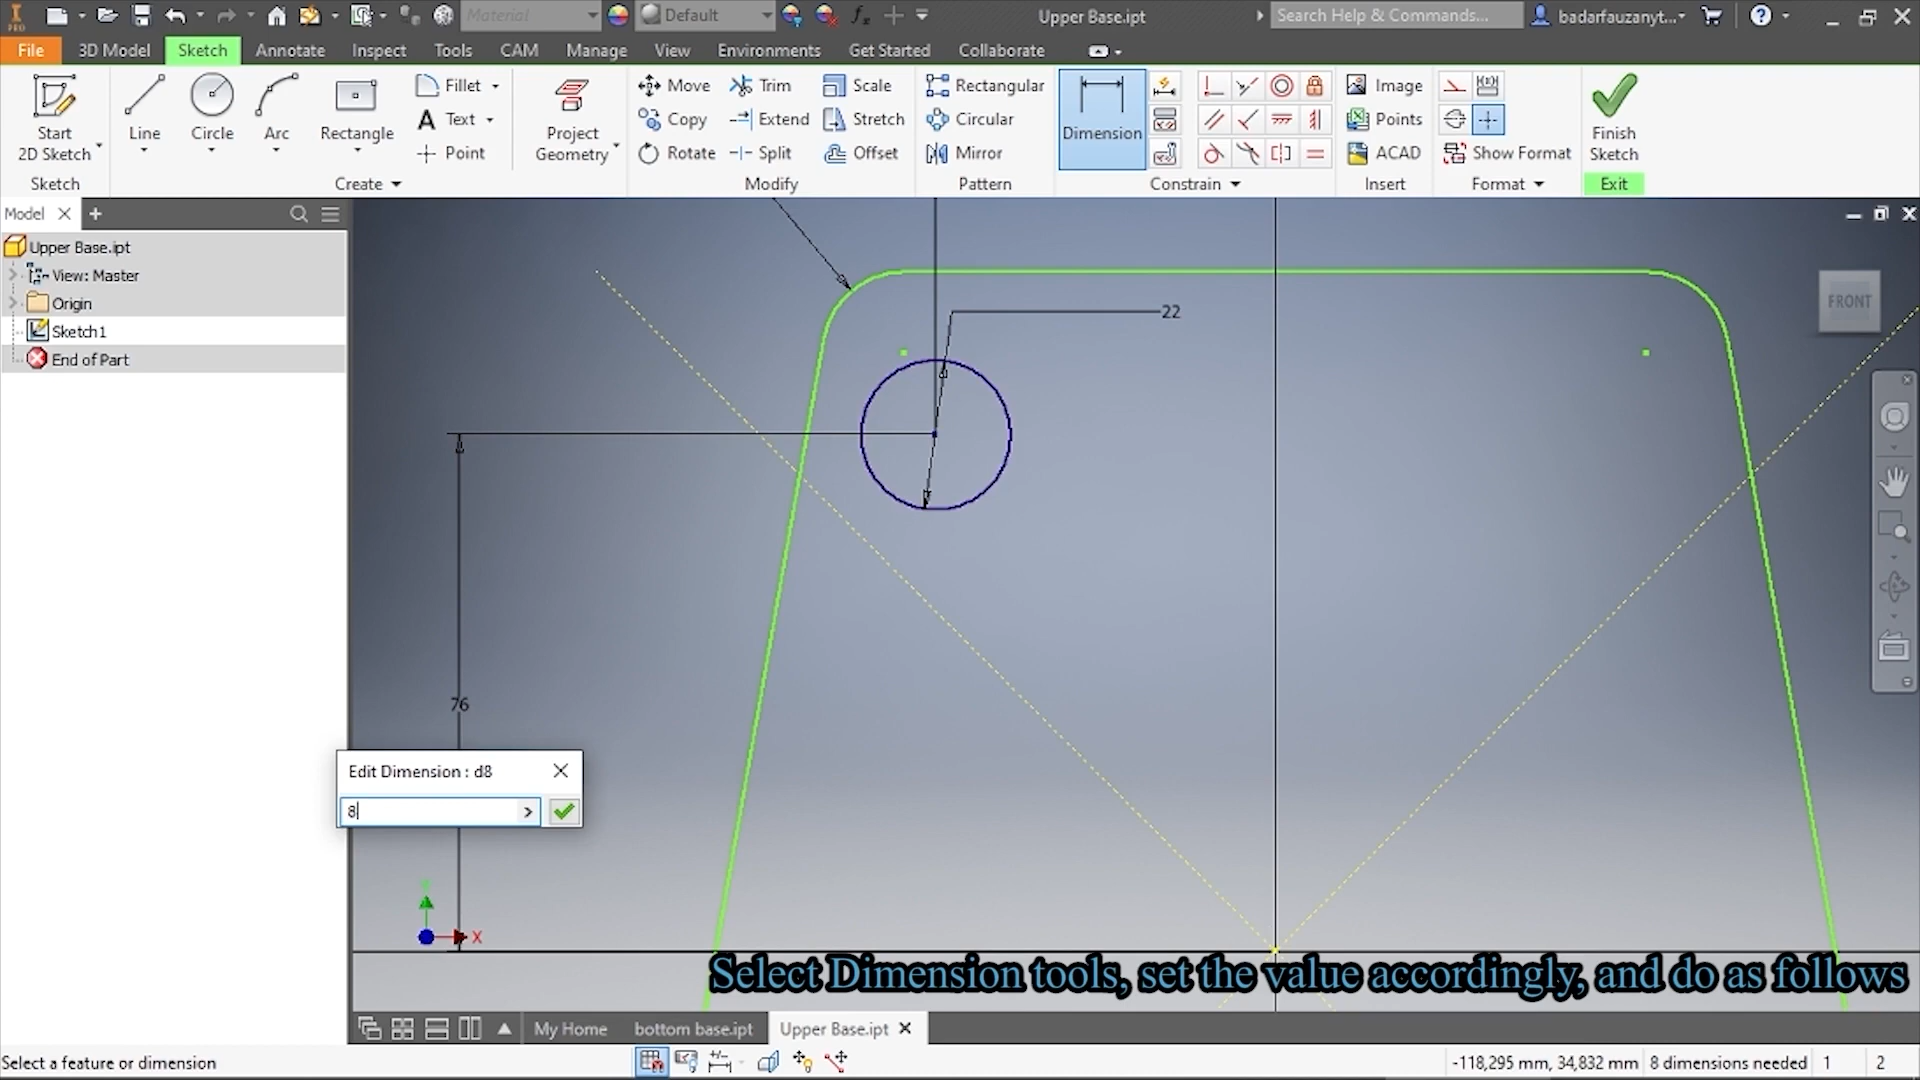 PRO Material Default Upper Base.ipt Search Help & Commands... badarfauzanyt...
File 3D Model Sketch Annotate Inspect Tools CAM Manage View Environments Get Started Collaborate
Start 2D Sketch
Sketch
Line
Circle
Arc
Rectangle
Fillet
Text
Point
Create
Project Geometry
Move Trim Scale
Copy Extend Stretch
Rotate Split Offset
Modify
Rectangular
Circular
Mirror
Pattern
Dimension
Constrain
Image
Points
ACAD
Insert
Show Format
Format
Finish Sketch
Exit
Model
Upper Base.ipt
View: Master
Origin
Sketch1
End of Part
FRONT
22
76
Edit Dimension : d8
8
X
Select Dimension tools, set the value accordingly, and do as follows
My Home bottom base.ipt Upper Base.ipt
Select a feature or dimension
-118,295 mm, 34,832 mm 8 dimensions needed 1 2